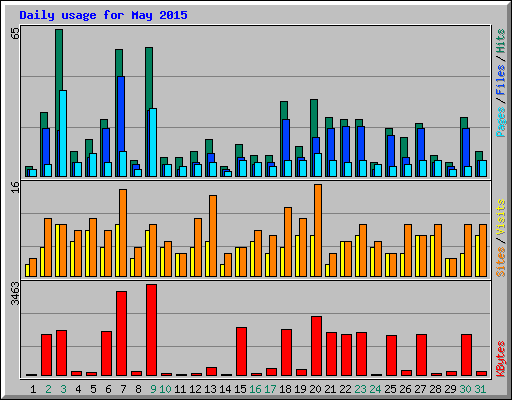 Daily usage for May 2015
65
Pages / Files / Hits
16
Sites / Visits
3463
KBytes
1 2 3 4 5 6 7 8 9 10 11 12 13 14 15 16 17 18 19 20 21 22 23 24 25 26 27 28 29 30 31